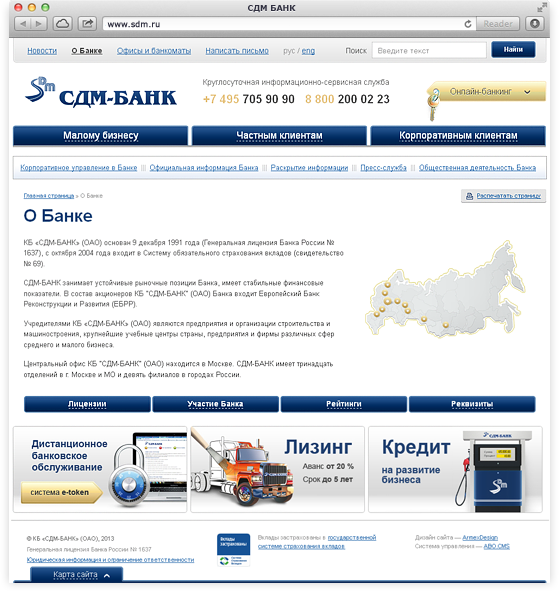 СДМ БАНК
www.sdm.ru
Reader
Новости О Банке Офисы и банкоматы Написать письмо рус / eng Поиск Введите текст Найти
Круглосуточная информационно-сервисная служба
SDm СДМ-БАНК
+7 495 705 90 90 8 800 200 02 23
Онлайн-банкинг
Малому бизнесу Частным клиентам Корпоративным клиентам
Корпоративное управление в Банке Официальная информация Банка Раскрытие информации Пресс-служба Общественная деятельность Банка
Главная страница » О Банке
Распечатать страницу
О Банке
КБ «СДМ-БАНК» (ОАО) основан 9 декабря 1991 года (Генеральная лицензия Банка России №
1637), с октября 2004 года входит в Систему обязательного страхования вкладов (свидетельство
№ 69).
СДМ-БАНК занимает устойчивые рыночные позиции Банка, имеет стабильные финансовые
показатели. В состав акционеров КБ "СДМ-БАНК" (ОАО) Банка входит Европейский Банк
Реконструкции и Развития (ЕБРР).
Учредителями КБ «СДМ-БАНК» (ОАО) являются предприятия и организации строительства и
машиностроения, крупнейшие учебные центры страны, предприятия и фирмы различных сфер
среднего и малого бизнеса.
Центральный офис КБ "СДМ-БАНК" (ОАО) находится в Москве. СДМ-БАНК имеет тринадцать
отделений в г. Москве и МО и девять филиалов в городах России.
Лицензии Участие Банка Рейтинги Реквизиты
Дистанционное
банковское
обслуживание
система e-token
Лизинг
Аванс от 20 %
Срок до 5 лет
Кредит
на развитие
бизнеса
СДМ-БАНК
SDm
© КБ «СДМ-БАНК» (ОАО), 2013
Генеральная лицензия Банка России № 1637
Юридическая информация и ограничение ответственности
Вклады
застрахованы
Вклады застрахованы в государственной
системе страхования вкладов
Дизайн сайта — ArmexDesign
Система управления — ABO CMS
Карта сайта